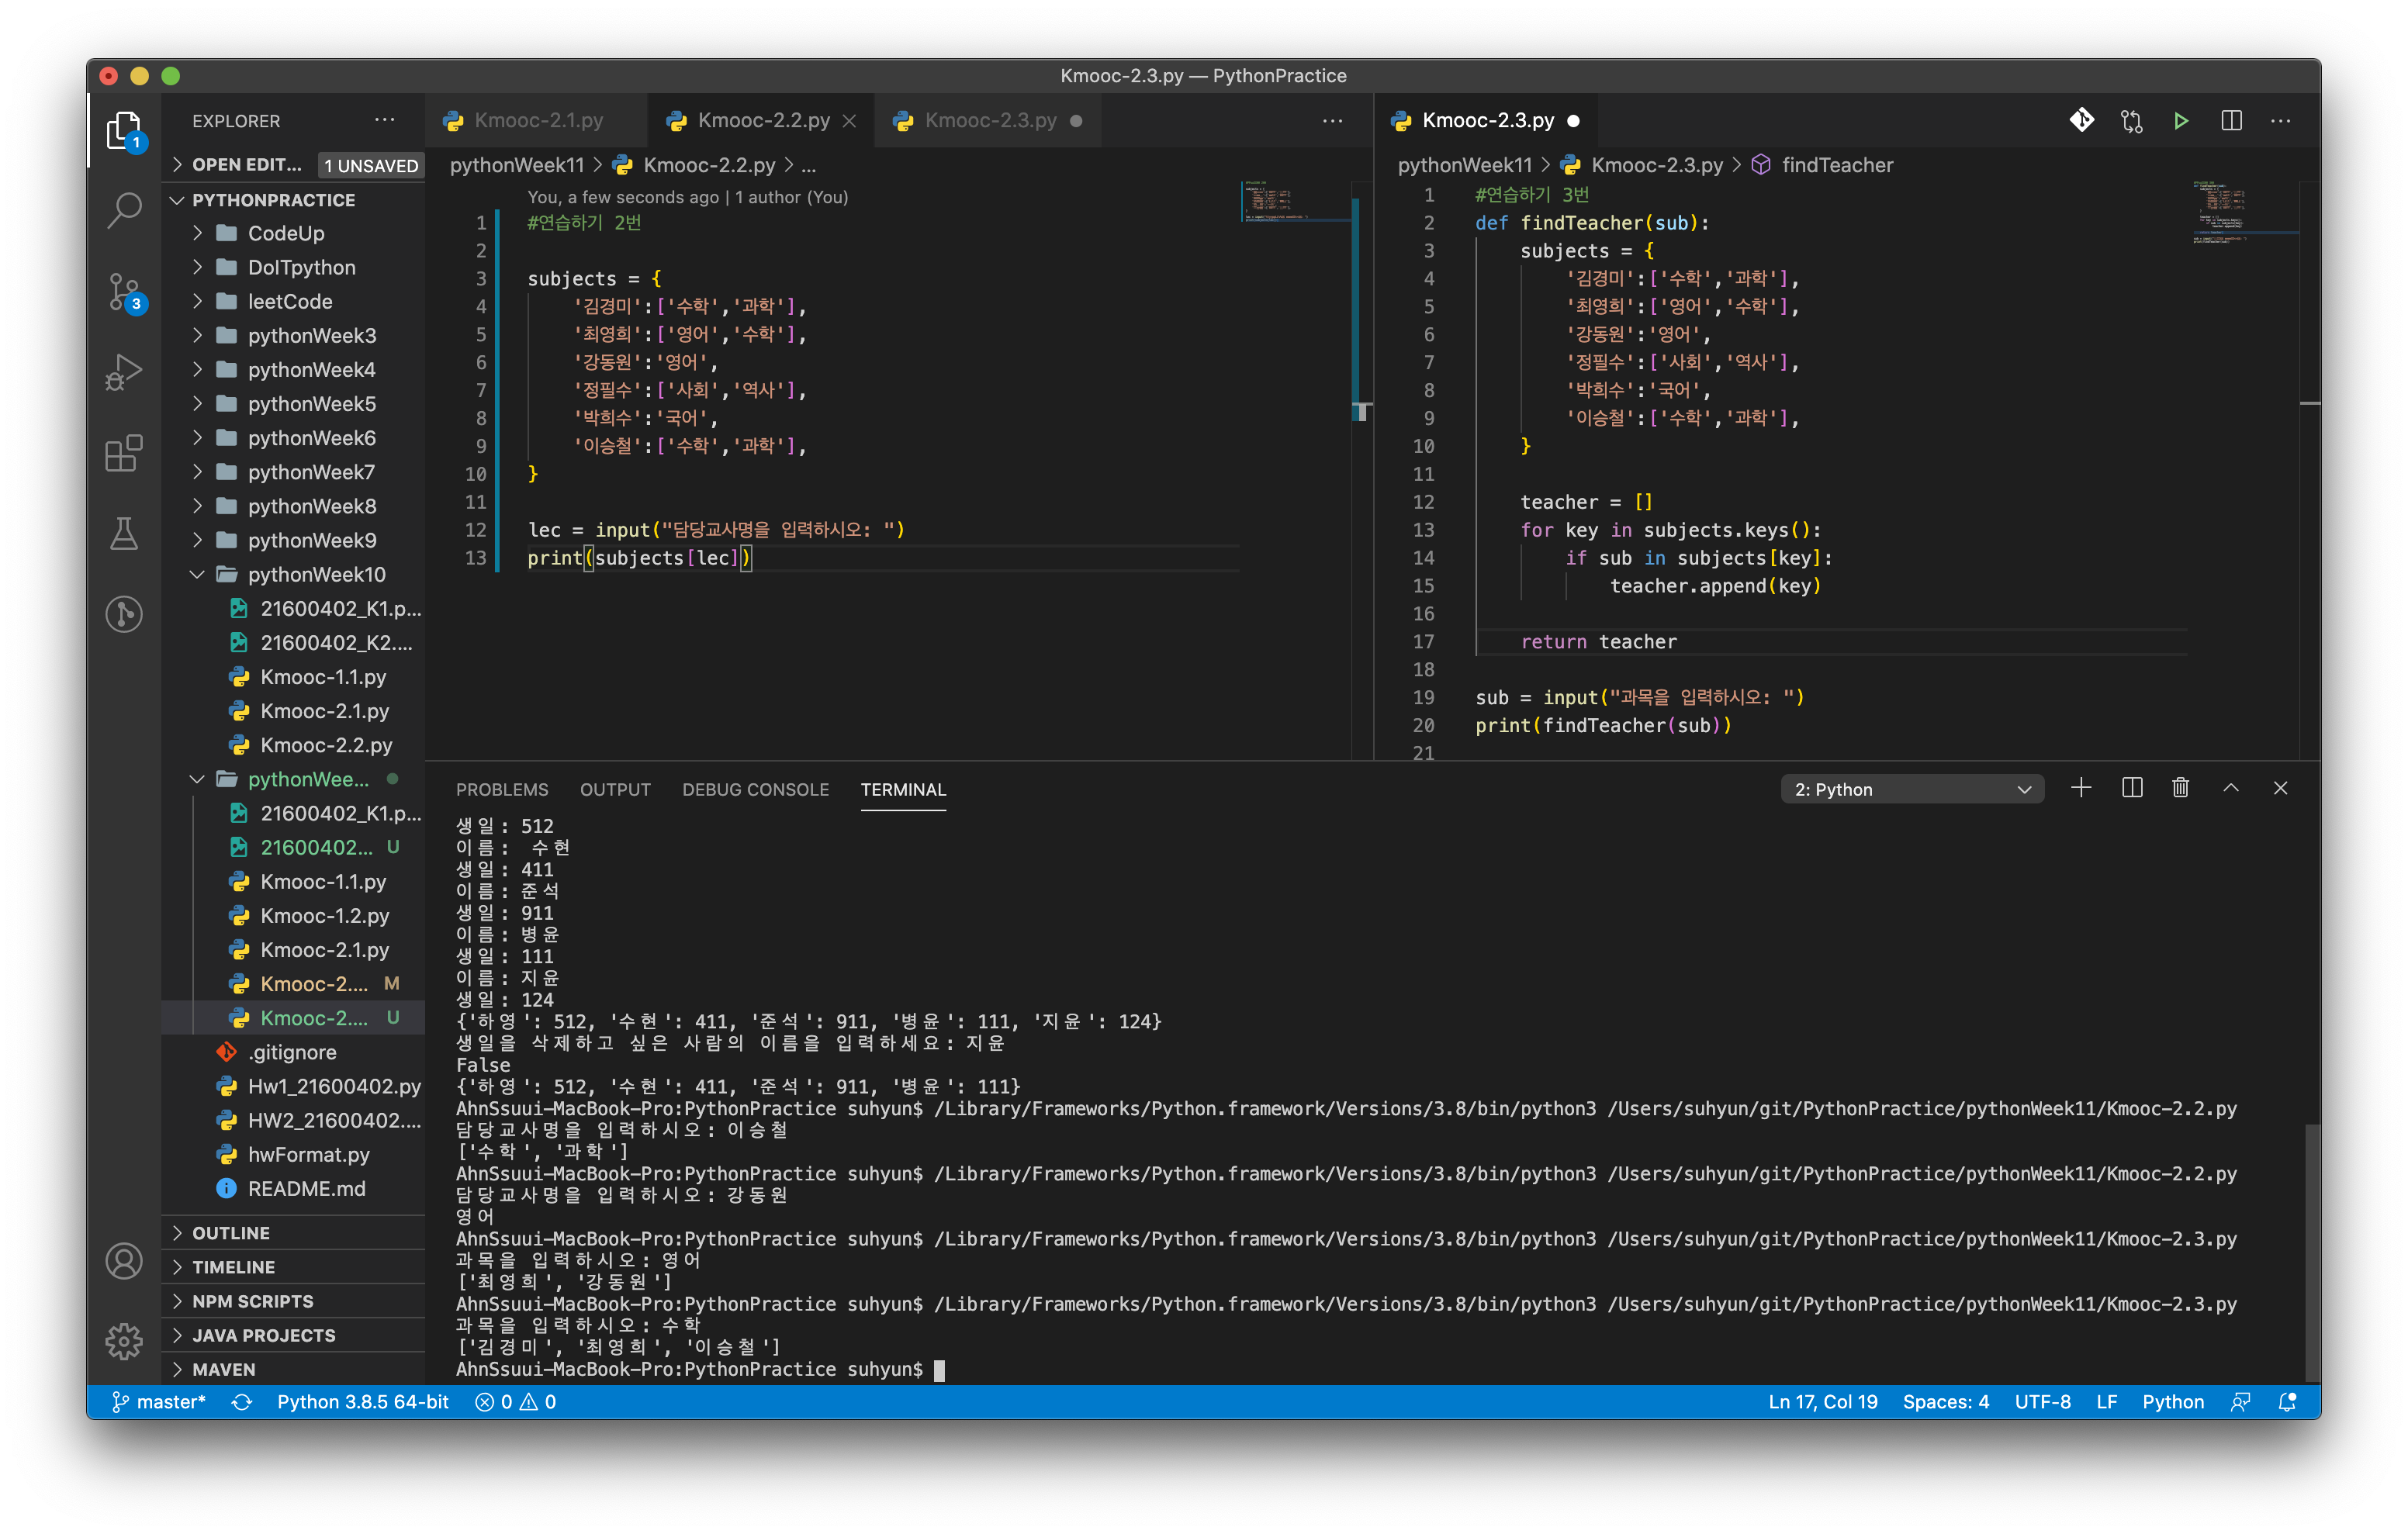 Kmooc-2.3.py — PythonPractice
1
3
EXPLORER
OPEN EDIT... 1 UNSAVED
PYTHONPRACTICE
CodeUp
DoITpython
leetCode
pythonWeek3
pythonWeek4
pythonWeek5
pythonWeek6
pythonWeek7
pythonWeek8
pythonWeek9
pythonWeek10
21600402_K1.p...
21600402_K2....
Kmooc-1.1.py
Kmooc-2.1.py
Kmooc-2.2.py
pythonWee...
21600402_K1.p...
21600402... U
Kmooc-1.1.py
Kmooc-1.2.py
Kmooc-2.1.py
Kmooc-2.... M
Kmooc-2.... U
.gitignore
Hw1_21600402.py
HW2_21600402....
hwFormat.py
README.md
OUTLINE
TIMELINE
NPM SCRIPTS
JAVA PROJECTS
MAVEN
Kmooc-2.1.py Kmooc-2.2.py Kmooc-2.3.py
pythonWeek11 > Kmooc-2.2.py > ...
You, a few seconds ago | 1 author (You)
1 #연습하기 2번
2
3 subjects = {
4 '김경미':['수학','과학'],
5 '최영희':['영어','수학'],
6 '강동원':'영어',
7 '정필수':['사회','역사'],
8 '박희수':'국어',
9 '이승철':['수학','과학'],
10 }
11
12 lec = input("담당교사명을 입력하시오: ")
13 print(subjects[lec])
Kmooc-2.3.py
pythonWeek11 > Kmooc-2.3.py > findTeacher
1 #연습하기 3번
2 def findTeacher(sub):
3 subjects = {
4 '김경미':['수학','과학'],
5 '최영희':['영어','수학'],
6 '강동원':'영어',
7 '정필수':['사회','역사'],
8 '박희수':'국어',
9 '이승철':['수학','과학'],
10 }
11
12 teacher = []
13 for key in subjects.keys():
14 if sub in subjects[key]:
15 teacher.append(key)
16
17 return teacher
18
19 sub = input("과목을 입력하시오: ")
20 print(findTeacher(sub))
21
PROBLEMS OUTPUT DEBUG CONSOLE TERMINAL 2: Python
생일: 512
이름:  수현
생일: 411
이름: 준석
생일: 911
이름: 병윤
생일: 111
이름: 지윤
생일: 124
{'하영': 512, '수현': 411, '준석': 911, '병윤': 111, '지윤': 124}
생일을 삭제하고 싶은 사람의 이름을 입력하세요: 지윤
False
{'하영': 512, '수현': 411, '준석': 911, '병윤': 111}
AhnSsuui-MacBook-Pro:PythonPractice suhyun$ /Library/Frameworks/Python.framework/Versions/3.8/bin/python3 /Users/suhyun/git/PythonPractice/pythonWeek11/Kmooc-2.2.py
담당교사명을 입력하시오: 이승철
['수학', '과학']
AhnSsuui-MacBook-Pro:PythonPractice suhyun$ /Library/Frameworks/Python.framework/Versions/3.8/bin/python3 /Users/suhyun/git/PythonPractice/pythonWeek11/Kmooc-2.2.py
담당교사명을 입력하시오: 강동원
영어
AhnSsuui-MacBook-Pro:PythonPractice suhyun$ /Library/Frameworks/Python.framework/Versions/3.8/bin/python3 /Users/suhyun/git/PythonPractice/pythonWeek11/Kmooc-2.3.py
과목을 입력하시오: 영어
['최영희', '강동원']
AhnSsuui-MacBook-Pro:PythonPractice suhyun$ /Library/Frameworks/Python.framework/Versions/3.8/bin/python3 /Users/suhyun/git/PythonPractice/pythonWeek11/Kmooc-2.3.py
과목을 입력하시오: 수학
['김경미', '최영희', '이승철']
AhnSsuui-MacBook-Pro:PythonPractice suhyun$
master* Python 3.8.5 64-bit 0 0 Ln 17, Col 19 Spaces: 4 UTF-8 LF Python